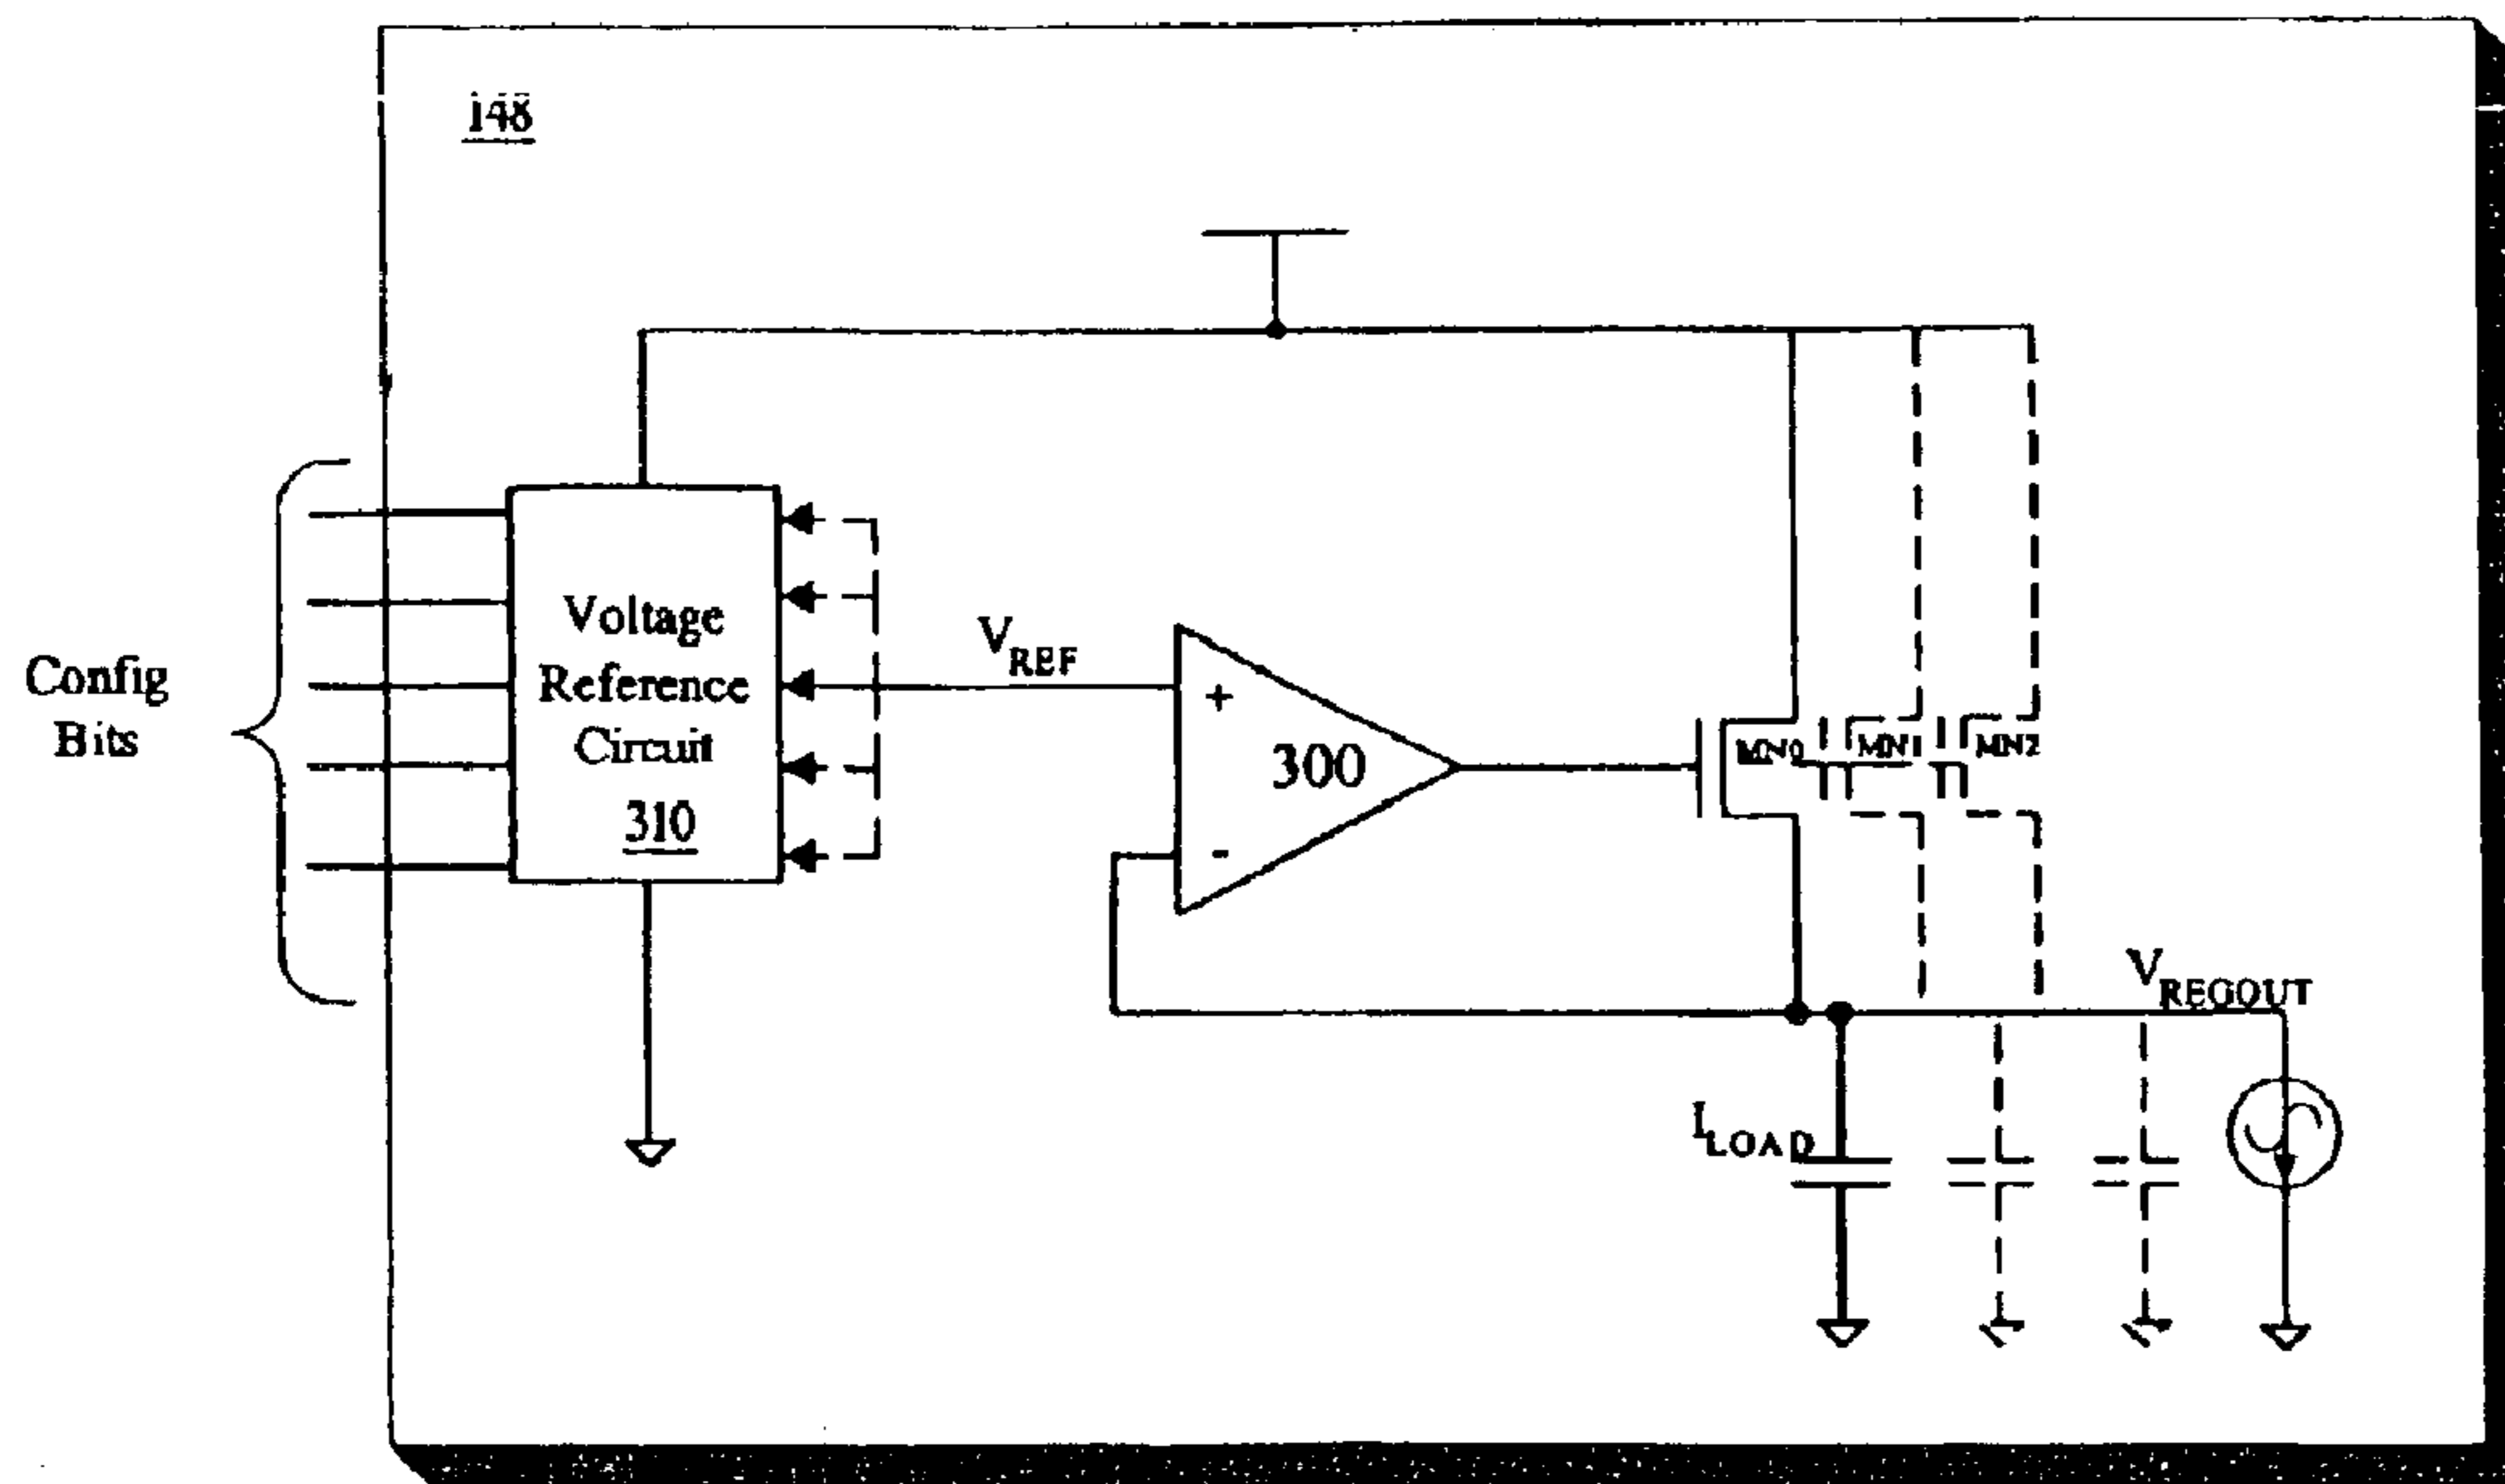 148
Config
Bits
Voltage
Reference
Circuit
310
VREF
+
300
-
MN0
MN1
MN2
VREGOUT
ILOAD